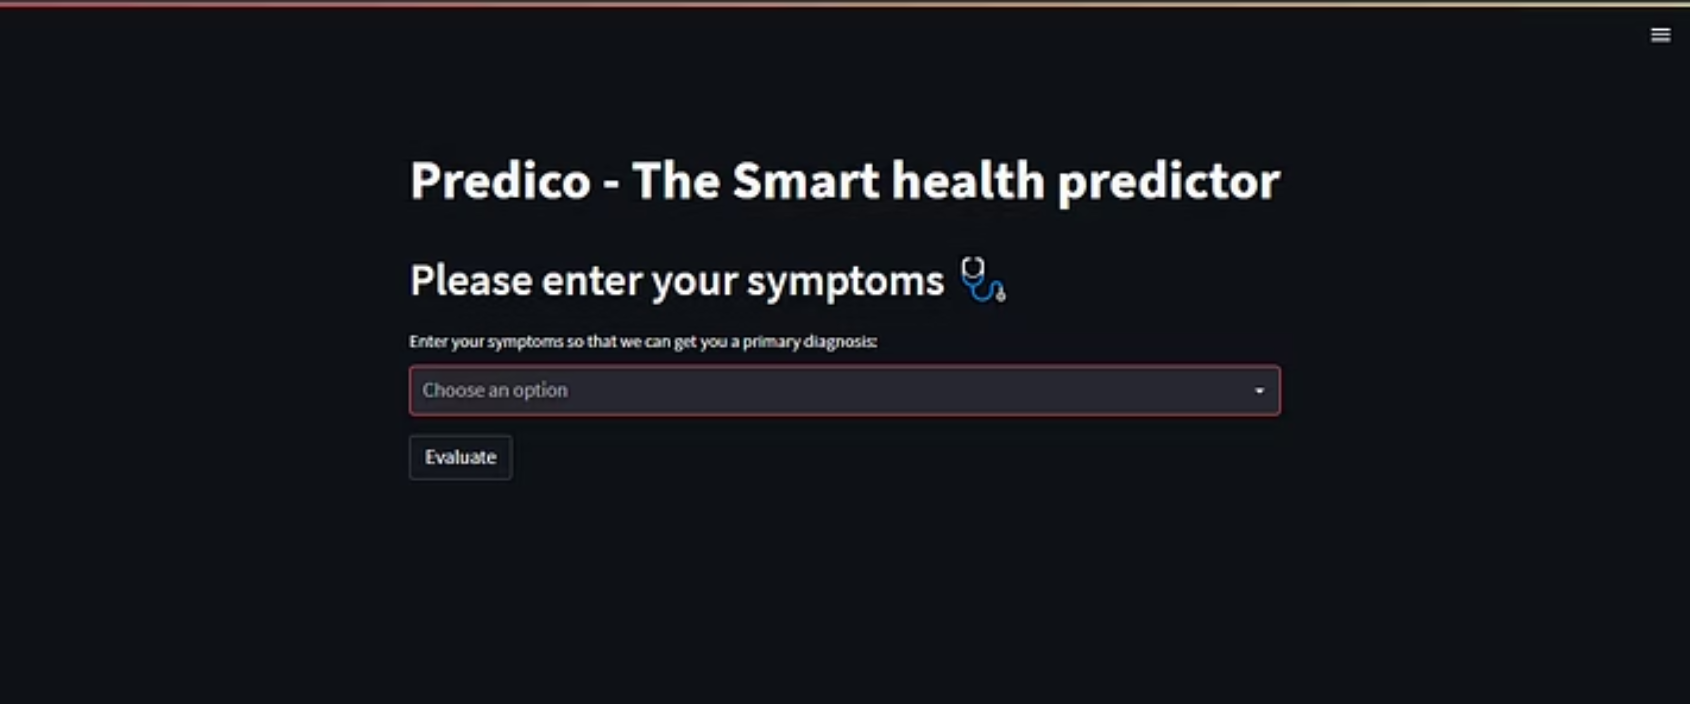 Predico - The Smart health predictor
Please enter your symptoms
Enter your symptoms so that we can get you a primary diagnosis:
Choose an option
Evaluate